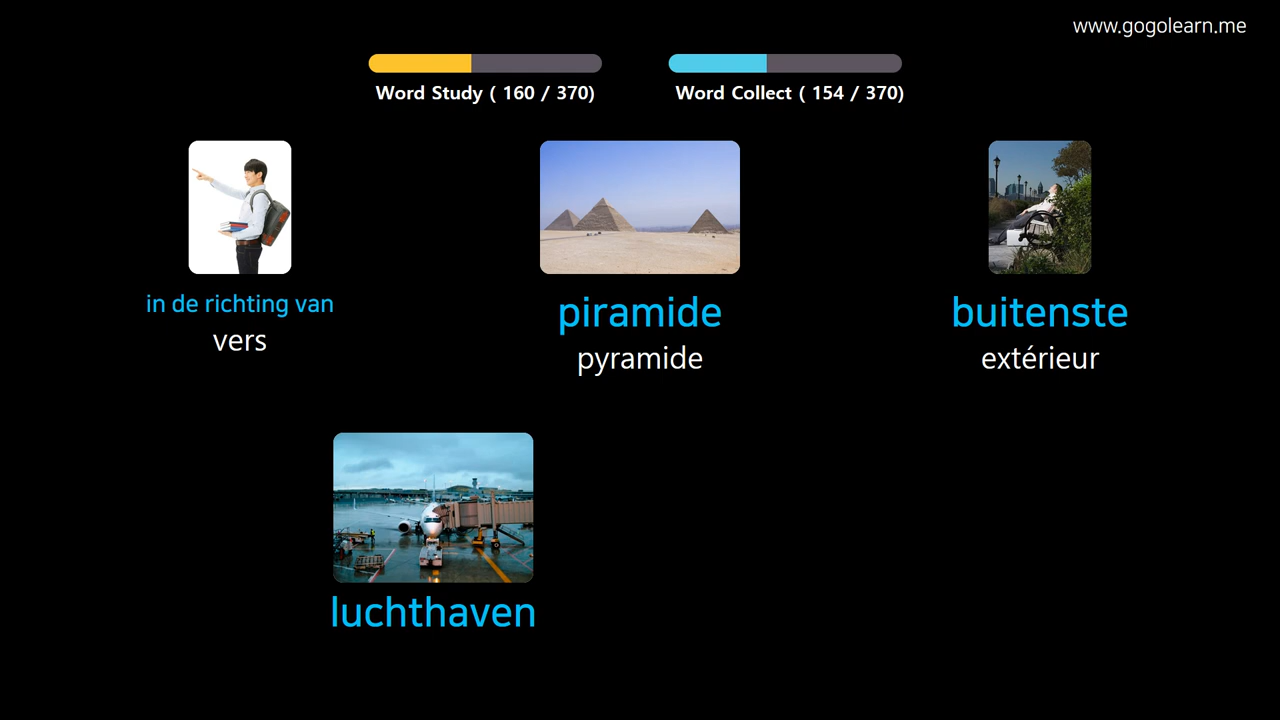 www.gogolearn.me
Word Study ( 160 / 370)
Word Collect ( 154 / 370)
in de richting van
vers
piramide
pyramide
buitenste
extérieur
luchthaven